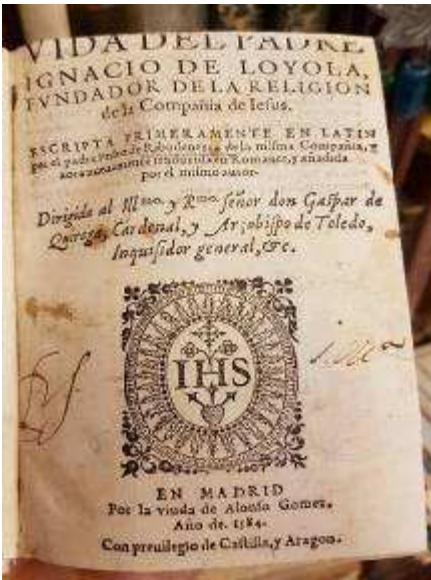 VIDA DEL PADRE
IGNACIO DE LOYOLA,
FVNDADOR DE LA RELIGION
de la Compañia de Iesus.
ESCRIPTA PRIMERAMENTE EN LATIN
por el padre Pedro de Ribadeneyra de la misma Compañia, y
aora nueuamente traduzida en Romance, y añadida
por el mismo autor.
Dirigida al Illmo. y Rmo. señor don Gaspar de
Quiroga, Cardenal, y Arçobispo de Toledo,
Inquisidor general, &c.
IHS
EN MADRID
Por la viuda de Alonso Gomez.
Año de. 1584.
Con preuilegio de Castilla, y Aragon.